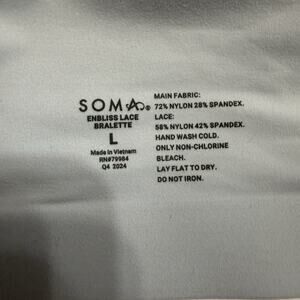 SOMA®
ENBLISS LACE
BRALETTE
L
Made in Vietnam
RN#79984
Q4 2024
MAIN FABRIC:
72% NYLON 28% SPANDEX.
LACE:
58% NYLON 42% SPANDEX.
HAND WASH COLD.
ONLY NON-CHLORINE
BLEACH.
LAY FLAT TO DRY.
DO NOT IRON.